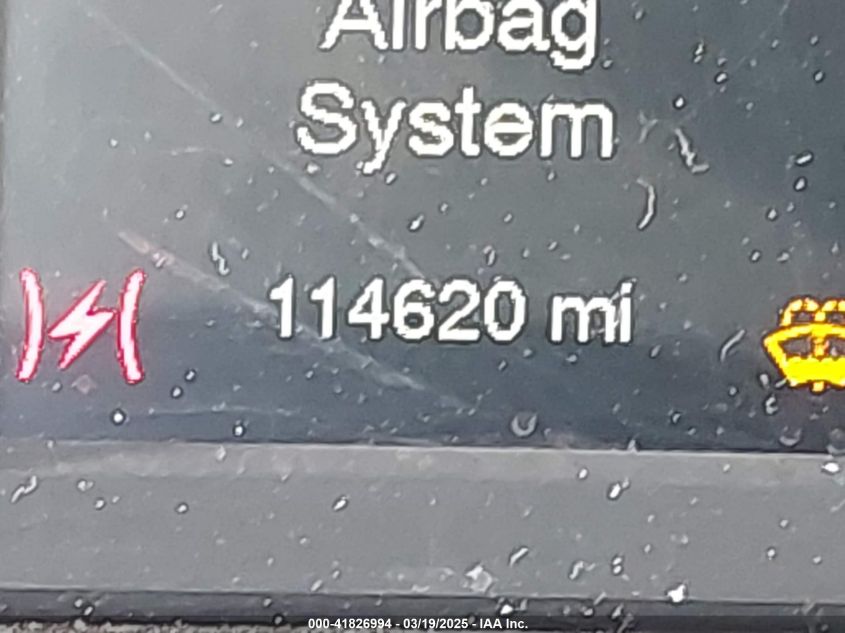 Airbag
System
114620 mi
000-41826994 - 03/19/2025 - IAA Inc.